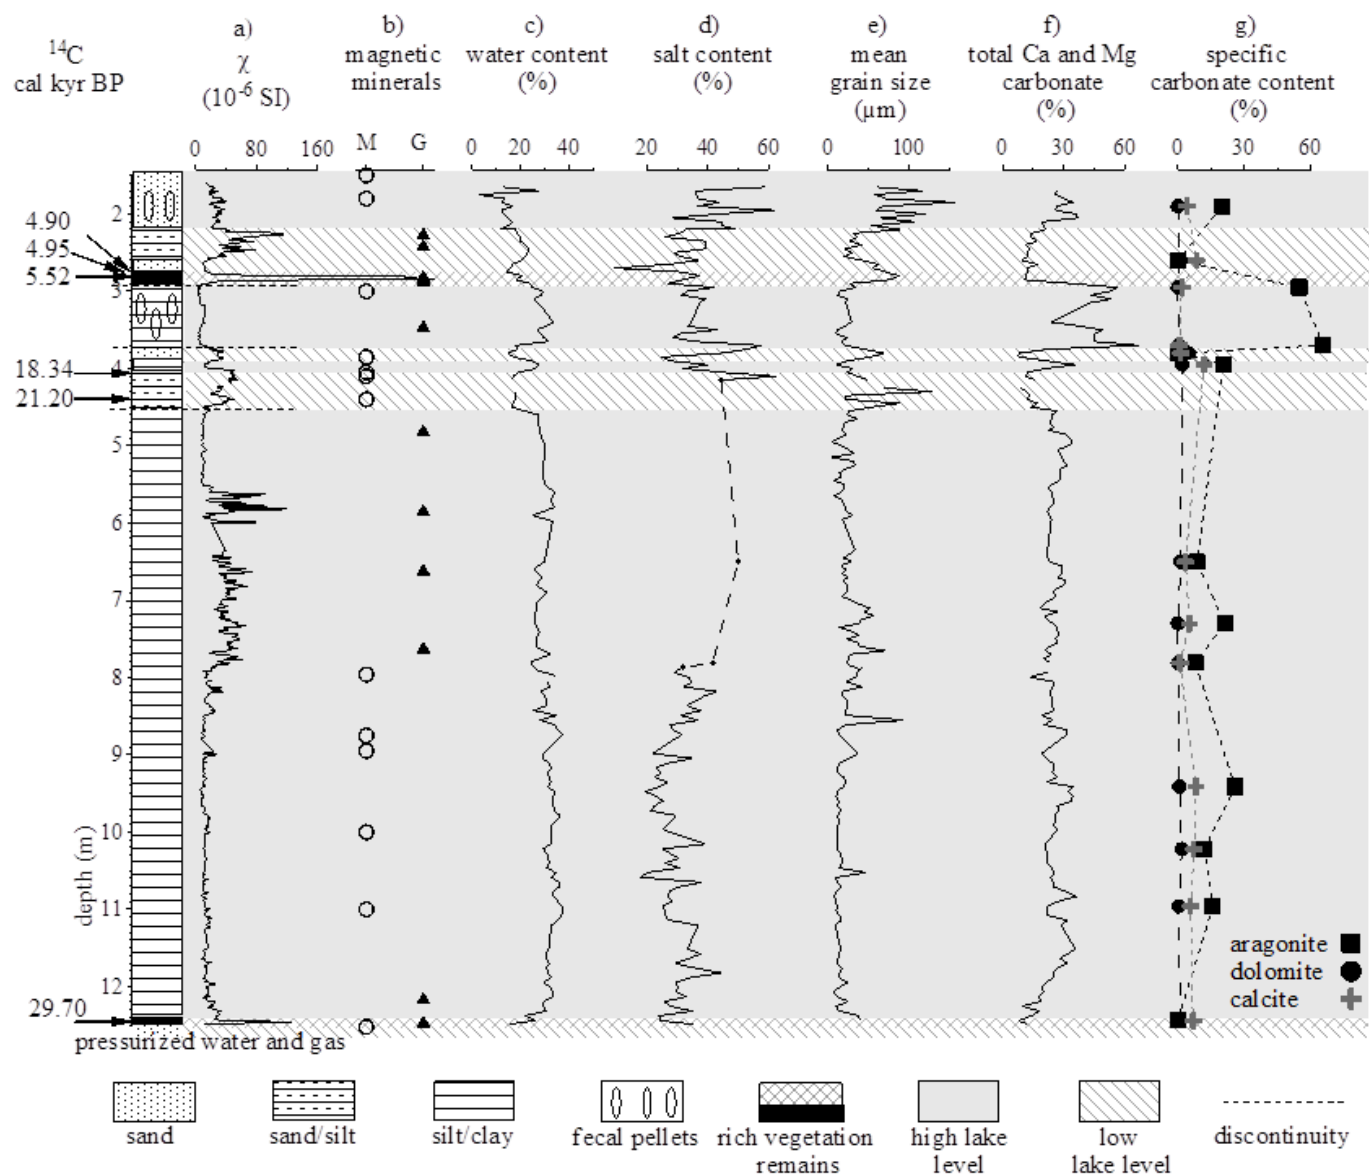 a) b) c) d) e) f) g)
¹⁴C χ magnetic water content salt content mean total Ca and Mg specific
cal kyr BP (10⁻⁶ SI) minerals (%) (%) grain size carbonate carbonate content
(µm) (%) (%)
M G
0 80 160 0 20 40 20 40 60 0 100 0 30 60 0 30 60
2
4.90
4.95
5.52
3
4
18.34
21.20
5
6
7
8
9
10
depth (m)
11
aragonite
dolomite
12
calcite
29.70
pressurized water and gas
sand sand/silt silt/clay fecal pellets rich vegetation high lake low discontinuity
remains level lake level